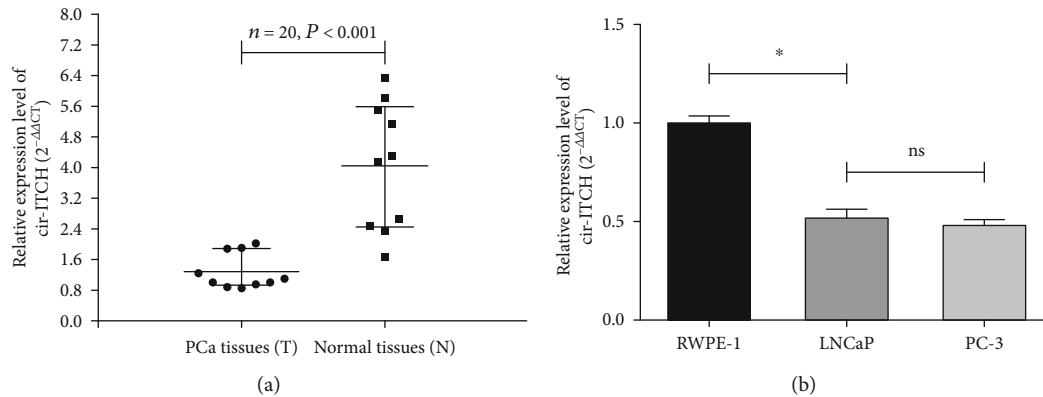 Relative expression level of
cir-ITCH (2^−ΔΔCT)
8.0
7.2
6.4
5.6
4.8
4.0
3.2
2.4
1.6
0.8
0.0
n = 20, P < 0.001
PCa tissues (T)
Normal tissues (N)
(a)
Relative expression level of
cir-ITCH (2^−ΔΔCT)
1.5
1.0
0.5
0.0
*
ns
RWPE-1
LNCaP
PC-3
(b)